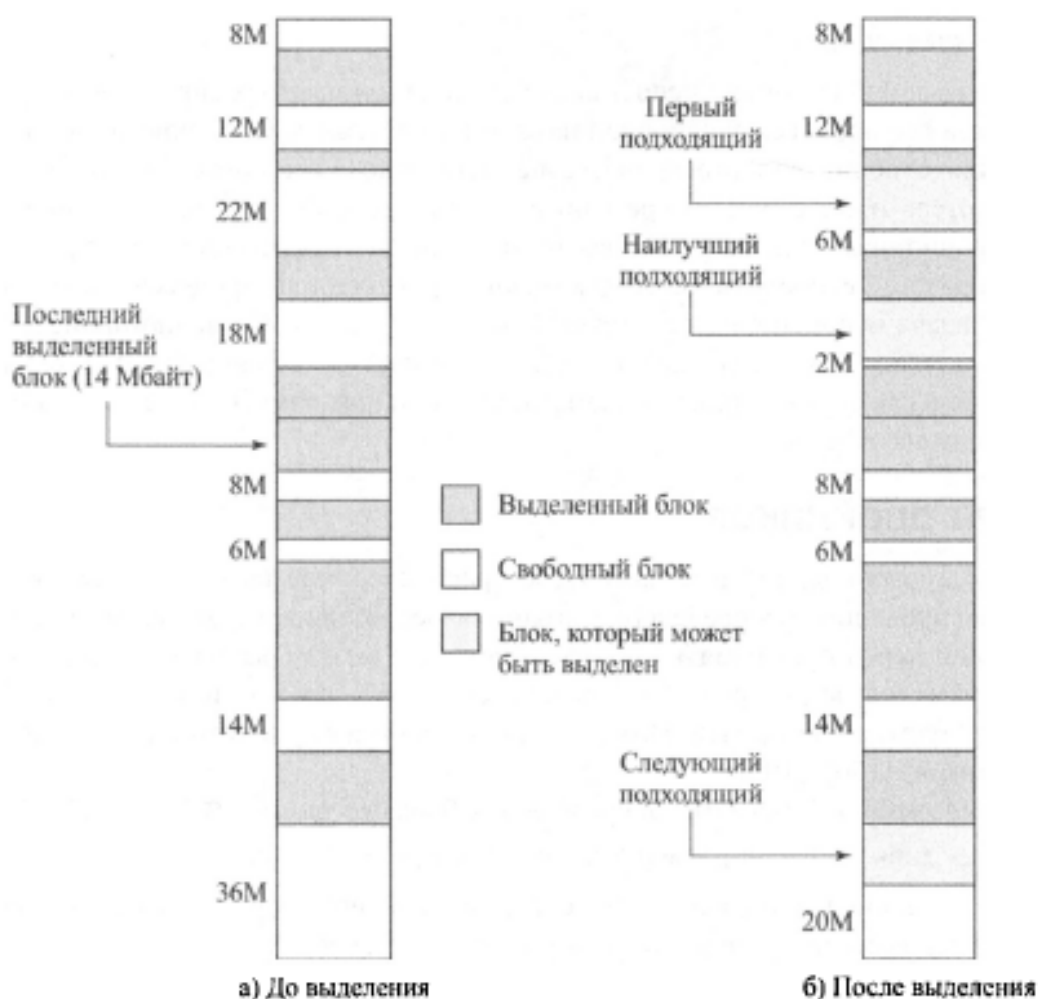 8M
12M
22M
18M
Последний
выделенный
блок (14 Мбайт)
8M
6M
14M
36M
а) До выделения
Выделенный блок
Свободный блок
Блок, который может
быть выделен
8M
Первый
подходящий
12M
6M
Наилучший
подходящий
2M
8M
6M
14M
Следующий
подходящий
20M
б) После выделения